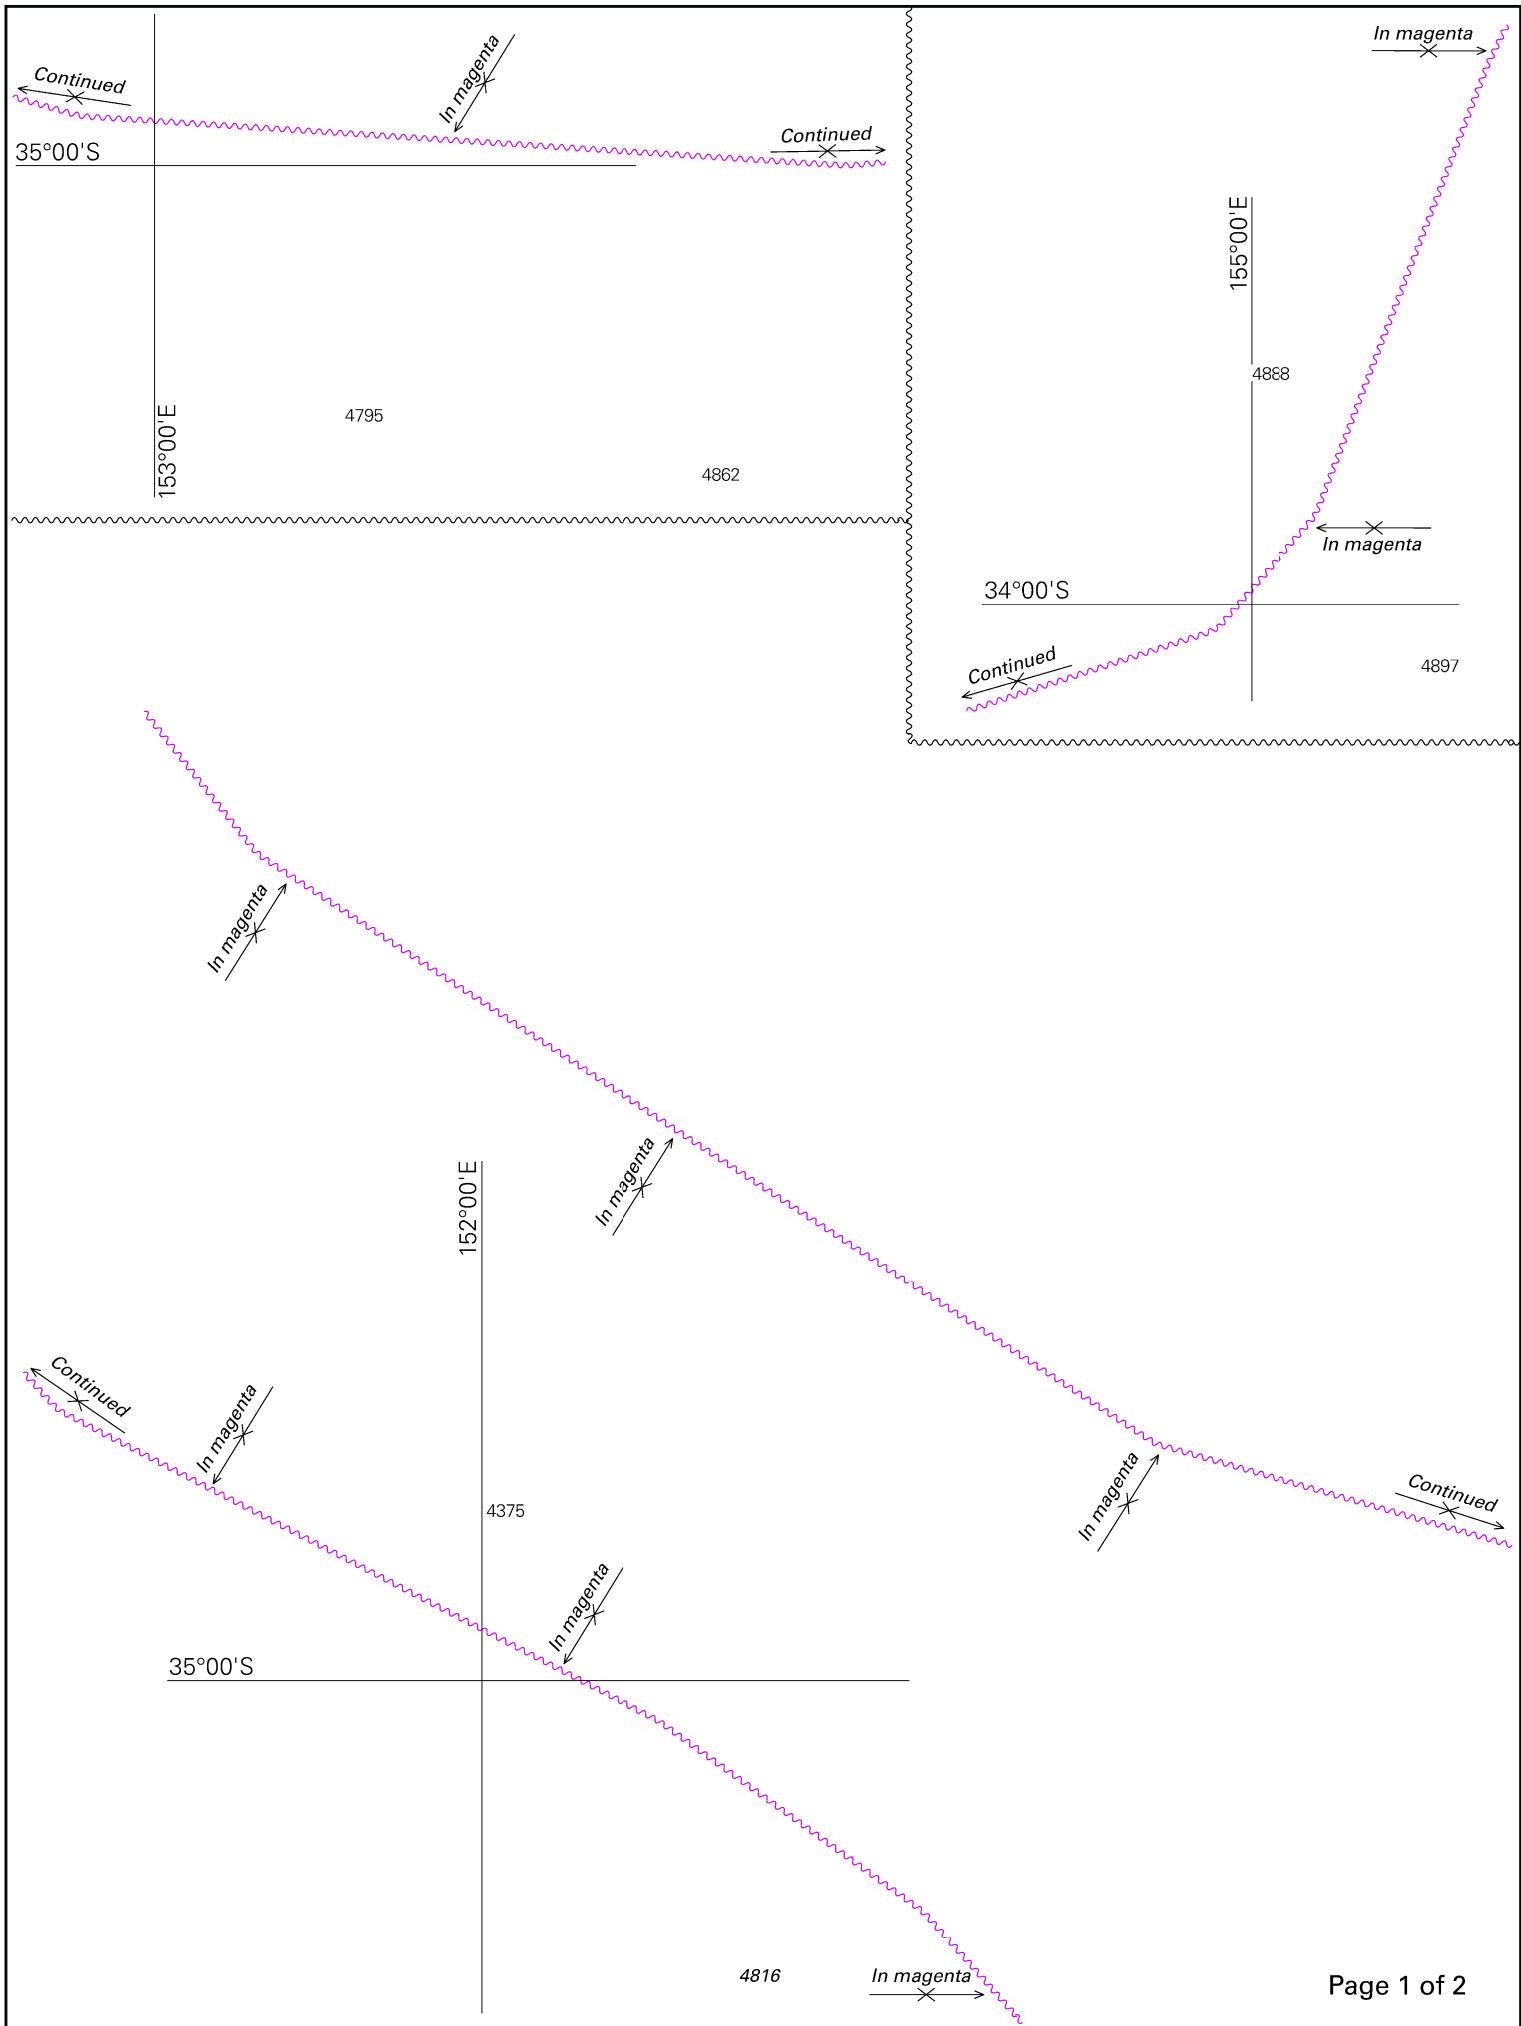 Continued
In magenta
Continued
35°00'S
153°00'E
4795
4862
In magenta
155°00'E
4888
In magenta
34°00'S
Continued
4897
In magenta
In magenta
152°00'E
Continued
In magenta
In magenta
Continued
4375
In magenta
35°00'S
4816
In magenta
Page 1 of 2